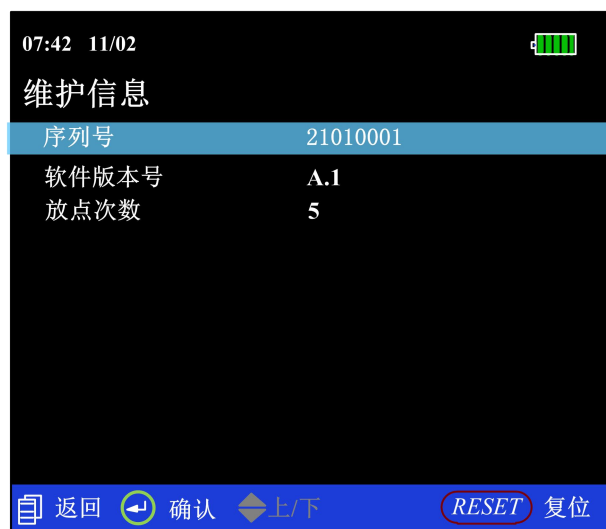 07:42 11/02
维护信息
序列号 21010001
软件版本号 A.1
放点次数 5
返回 确认 上/下 RESET 复位